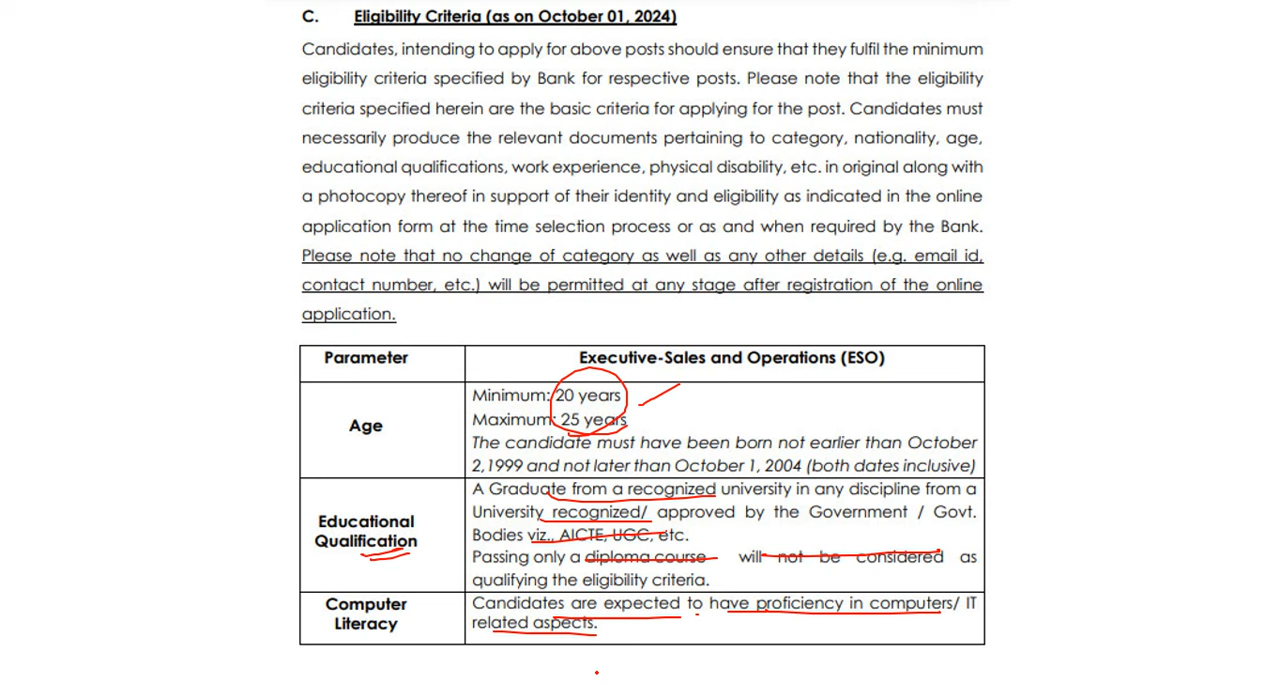 C. Eligibility Criteria (as on October 01, 2024)
Candidates, intending to apply for above posts should ensure that they fulfil the minimum
eligibility criteria specified by Bank for respective posts. Please note that the eligibility
criteria specified herein are the basic criteria for applying for the post. Candidates must
necessarily produce the relevant documents pertaining to category, nationality, age,
educational qualifications, work experience, physical disability, etc. in original along with
a photocopy thereof in support of their identity and eligibility as indicated in the online
application form at the time selection process or as and when required by the Bank.
Please note that no change of category as well as any other details (e.g. email id,
contact number, etc.) will be permitted at any stage after registration of the online
application.
Parameter Executive-Sales and Operations (ESO)
Age
Minimum: 20 years
Maximum: 25 years
The candidate must have been born not earlier than October
2,1999 and not later than October 1, 2004 (both dates inclusive)
Educational
Qualification
A Graduate from a recognized university in any discipline from a
University recognized/ approved by the Government / Govt.
Bodies viz., AICTE, UGC, etc.
Passing only a diploma course will not be considered as
qualifying the eligibility criteria.
Computer
Literacy
Candidates are expected to have proficiency in computers/ IT
related aspects.